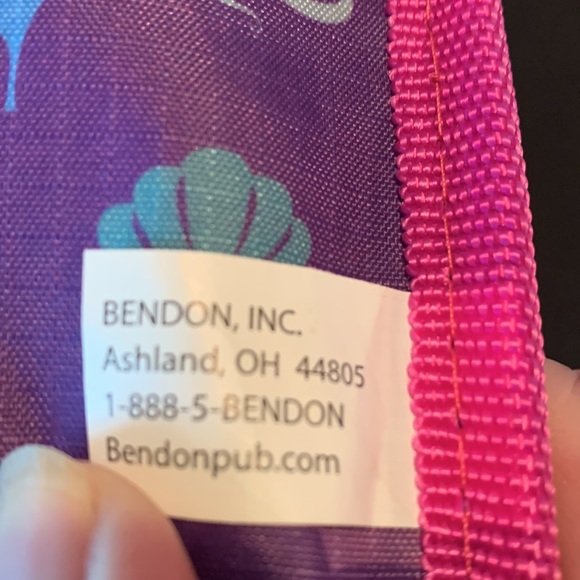 BENDON, INC.
Ashland, OH 44805
1-888-5-BENDON
Bendonpub.com